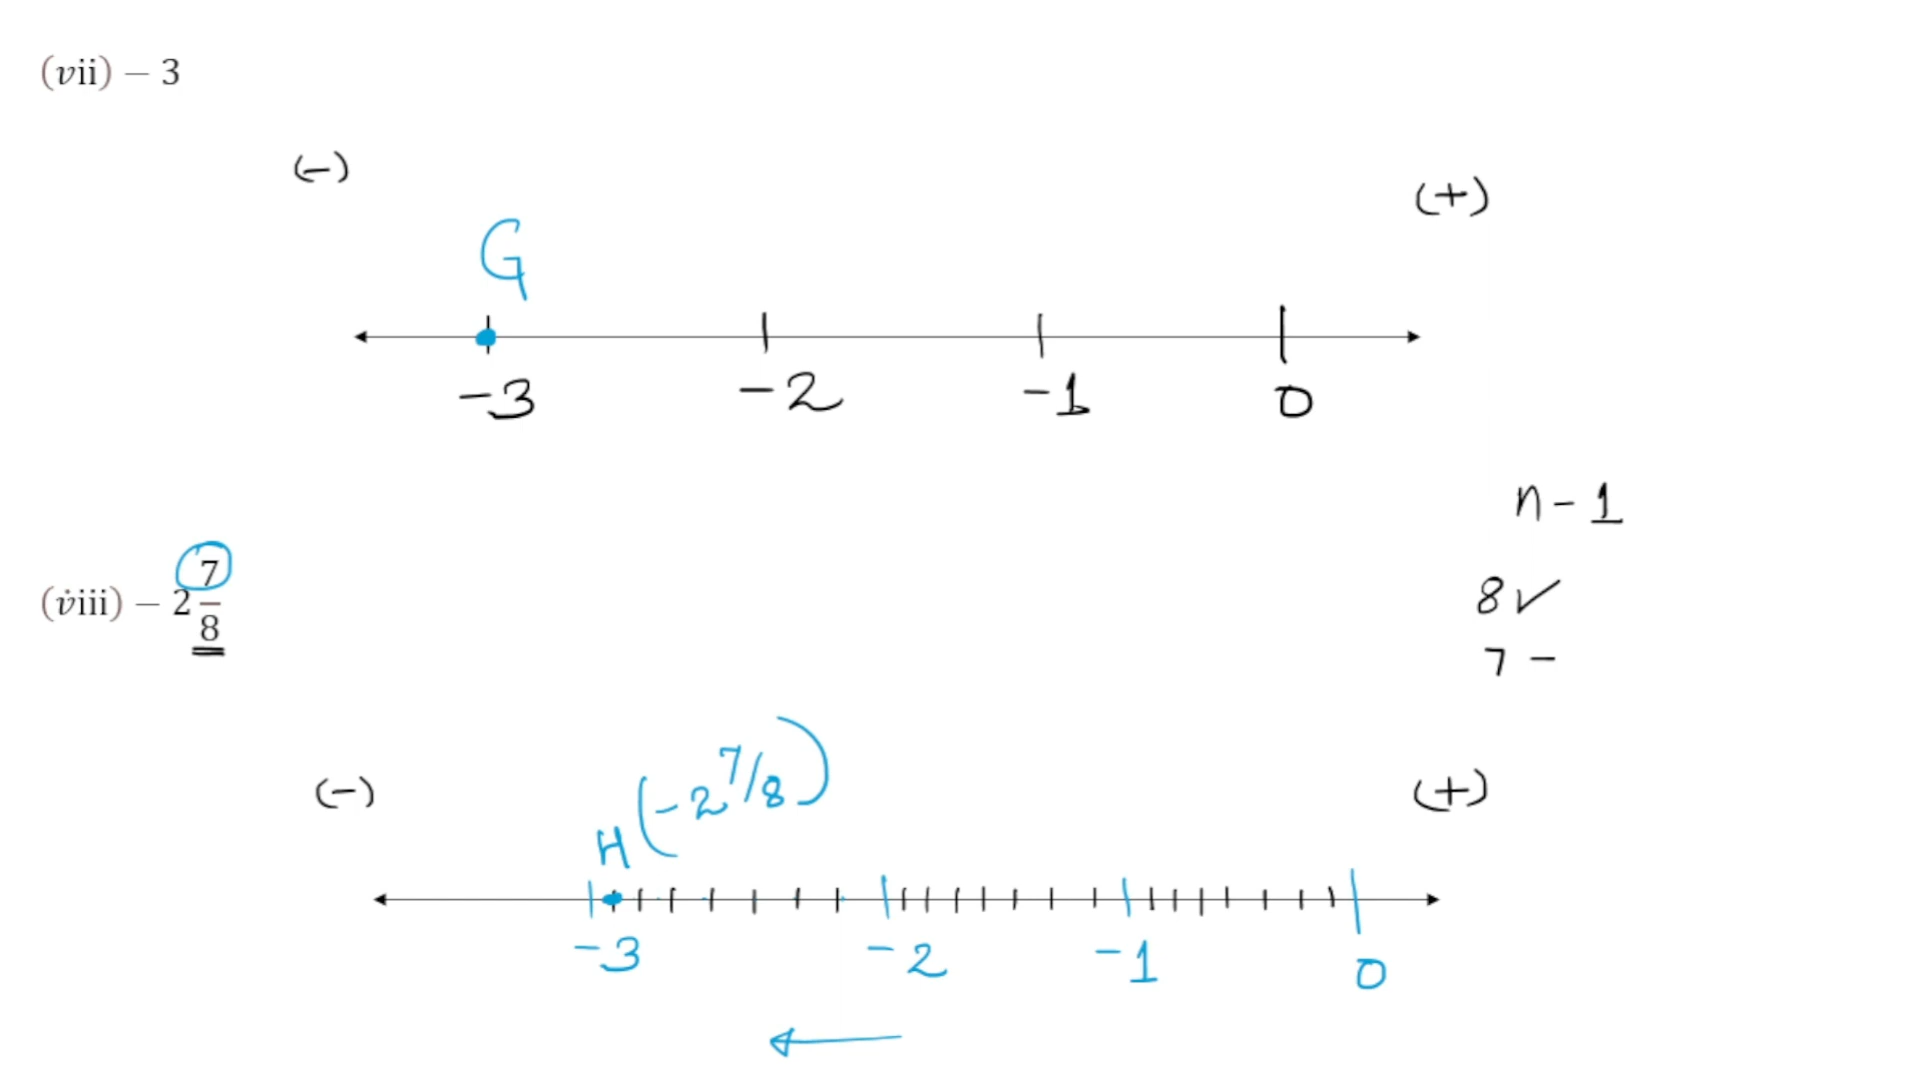 (vii) − 3
(-)
(+)
G
-3 -2 -1 0
n - 1
(viii) − 2 7/8
8 ✓
7 -
(-)
H (-2 7/8)
(+)
-3 -2 -1 0